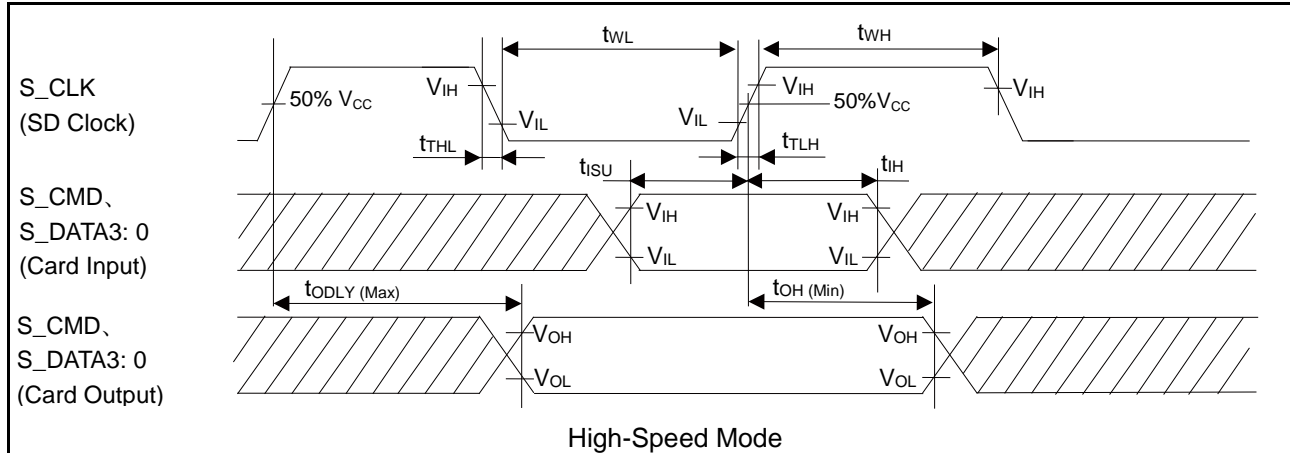 tWL
tWH
S_CLK
(SD Clock)
50% VCC
VIH
VIL
VIL
VIH
50%VCC
VIH
tTHL
tTLH
tISU
tIH
S_CMD、
S_DATA3: 0
(Card Input)
VIH
VIL
VIH
VIL
tODLY (Max)
tOH (Min)
S_CMD、
S_DATA3: 0
(Card Output)
VOH
VOL
VOH
VOL
High-Speed Mode